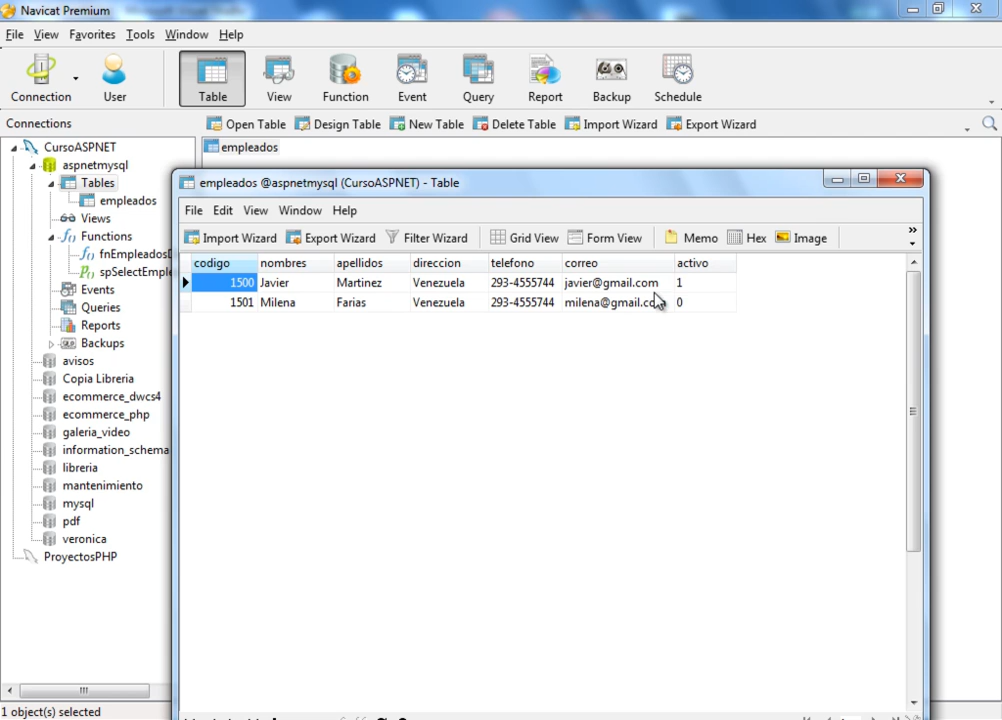 Navicat Premium
File View Favorites Tools Window Help
Connection User Table View Function Event Query Report Backup Schedule
Connections
Open Table Design Table New Table Delete Table Import Wizard Export Wizard
CursoASPNET
aspnetmysql
Tables
empleados
Views
Functions
fnEmpleados
spSelectEmple
Events
Queries
Reports
Backups
avisos
Copia Libreria
ecommerce_dwcs4
ecommerce_php
galeria_video
information_schema
libreria
mantenimiento
mysql
pdf
veronica
ProyectosPHP
1 object(s) selected
empleados
empleados @aspnetmysql (CursoASPNET) - Table
File Edit View Window Help
Import Wizard Export Wizard Filter Wizard Grid View Form View Memo Hex Image
codigo nombres apellidos direccion telefono correo activo
1500 Javier Martinez Venezuela 293-4555744 javier@gmail.com 1
1501 Milena Farias Venezuela 293-4555744 milena@gmail.com 0